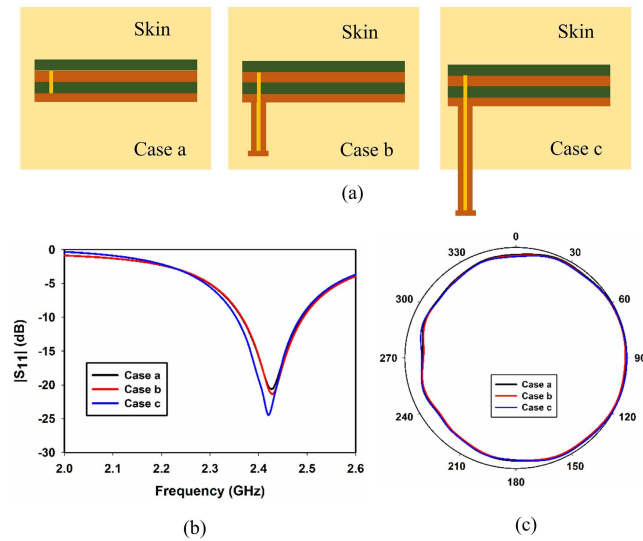 Skin
Case a
Skin
Case b
Skin
Case c
(a)
0
-5
-10
-15
-20
-25
-30
|S11| (dB)
Case a
Case b
Case c
2.0 2.1 2.2 2.3 2.4 2.5 2.6
Frequency (GHz)
(b)
0
30
60
90
120
150
180
210
240
270
300
330
Case a
Case b
Case c
(c)